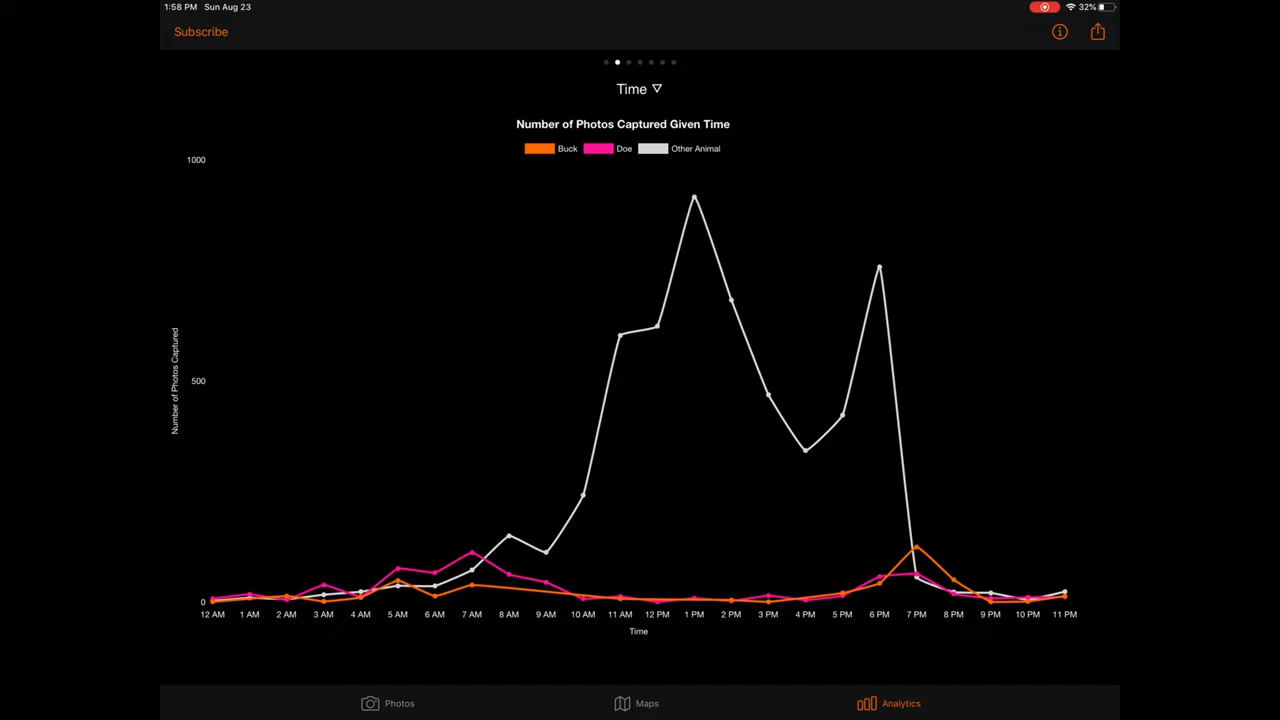 1:58 PM Sun Aug 23
32%
Subscribe
Time
Number of Photos Captured Given Time
Buck Doe Other Animal
1000
500
0
Number of Photos Captured
12 AM 1 AM 2 AM 3 AM 4 AM 5 AM 6 AM 7 AM 8 AM 9 AM 10 AM 11 AM 12 PM 1 PM 2 PM 3 PM 4 PM 5 PM 6 PM 7 PM 8 PM 9 PM 10 PM 11 PM
Time
Photos Maps Analytics